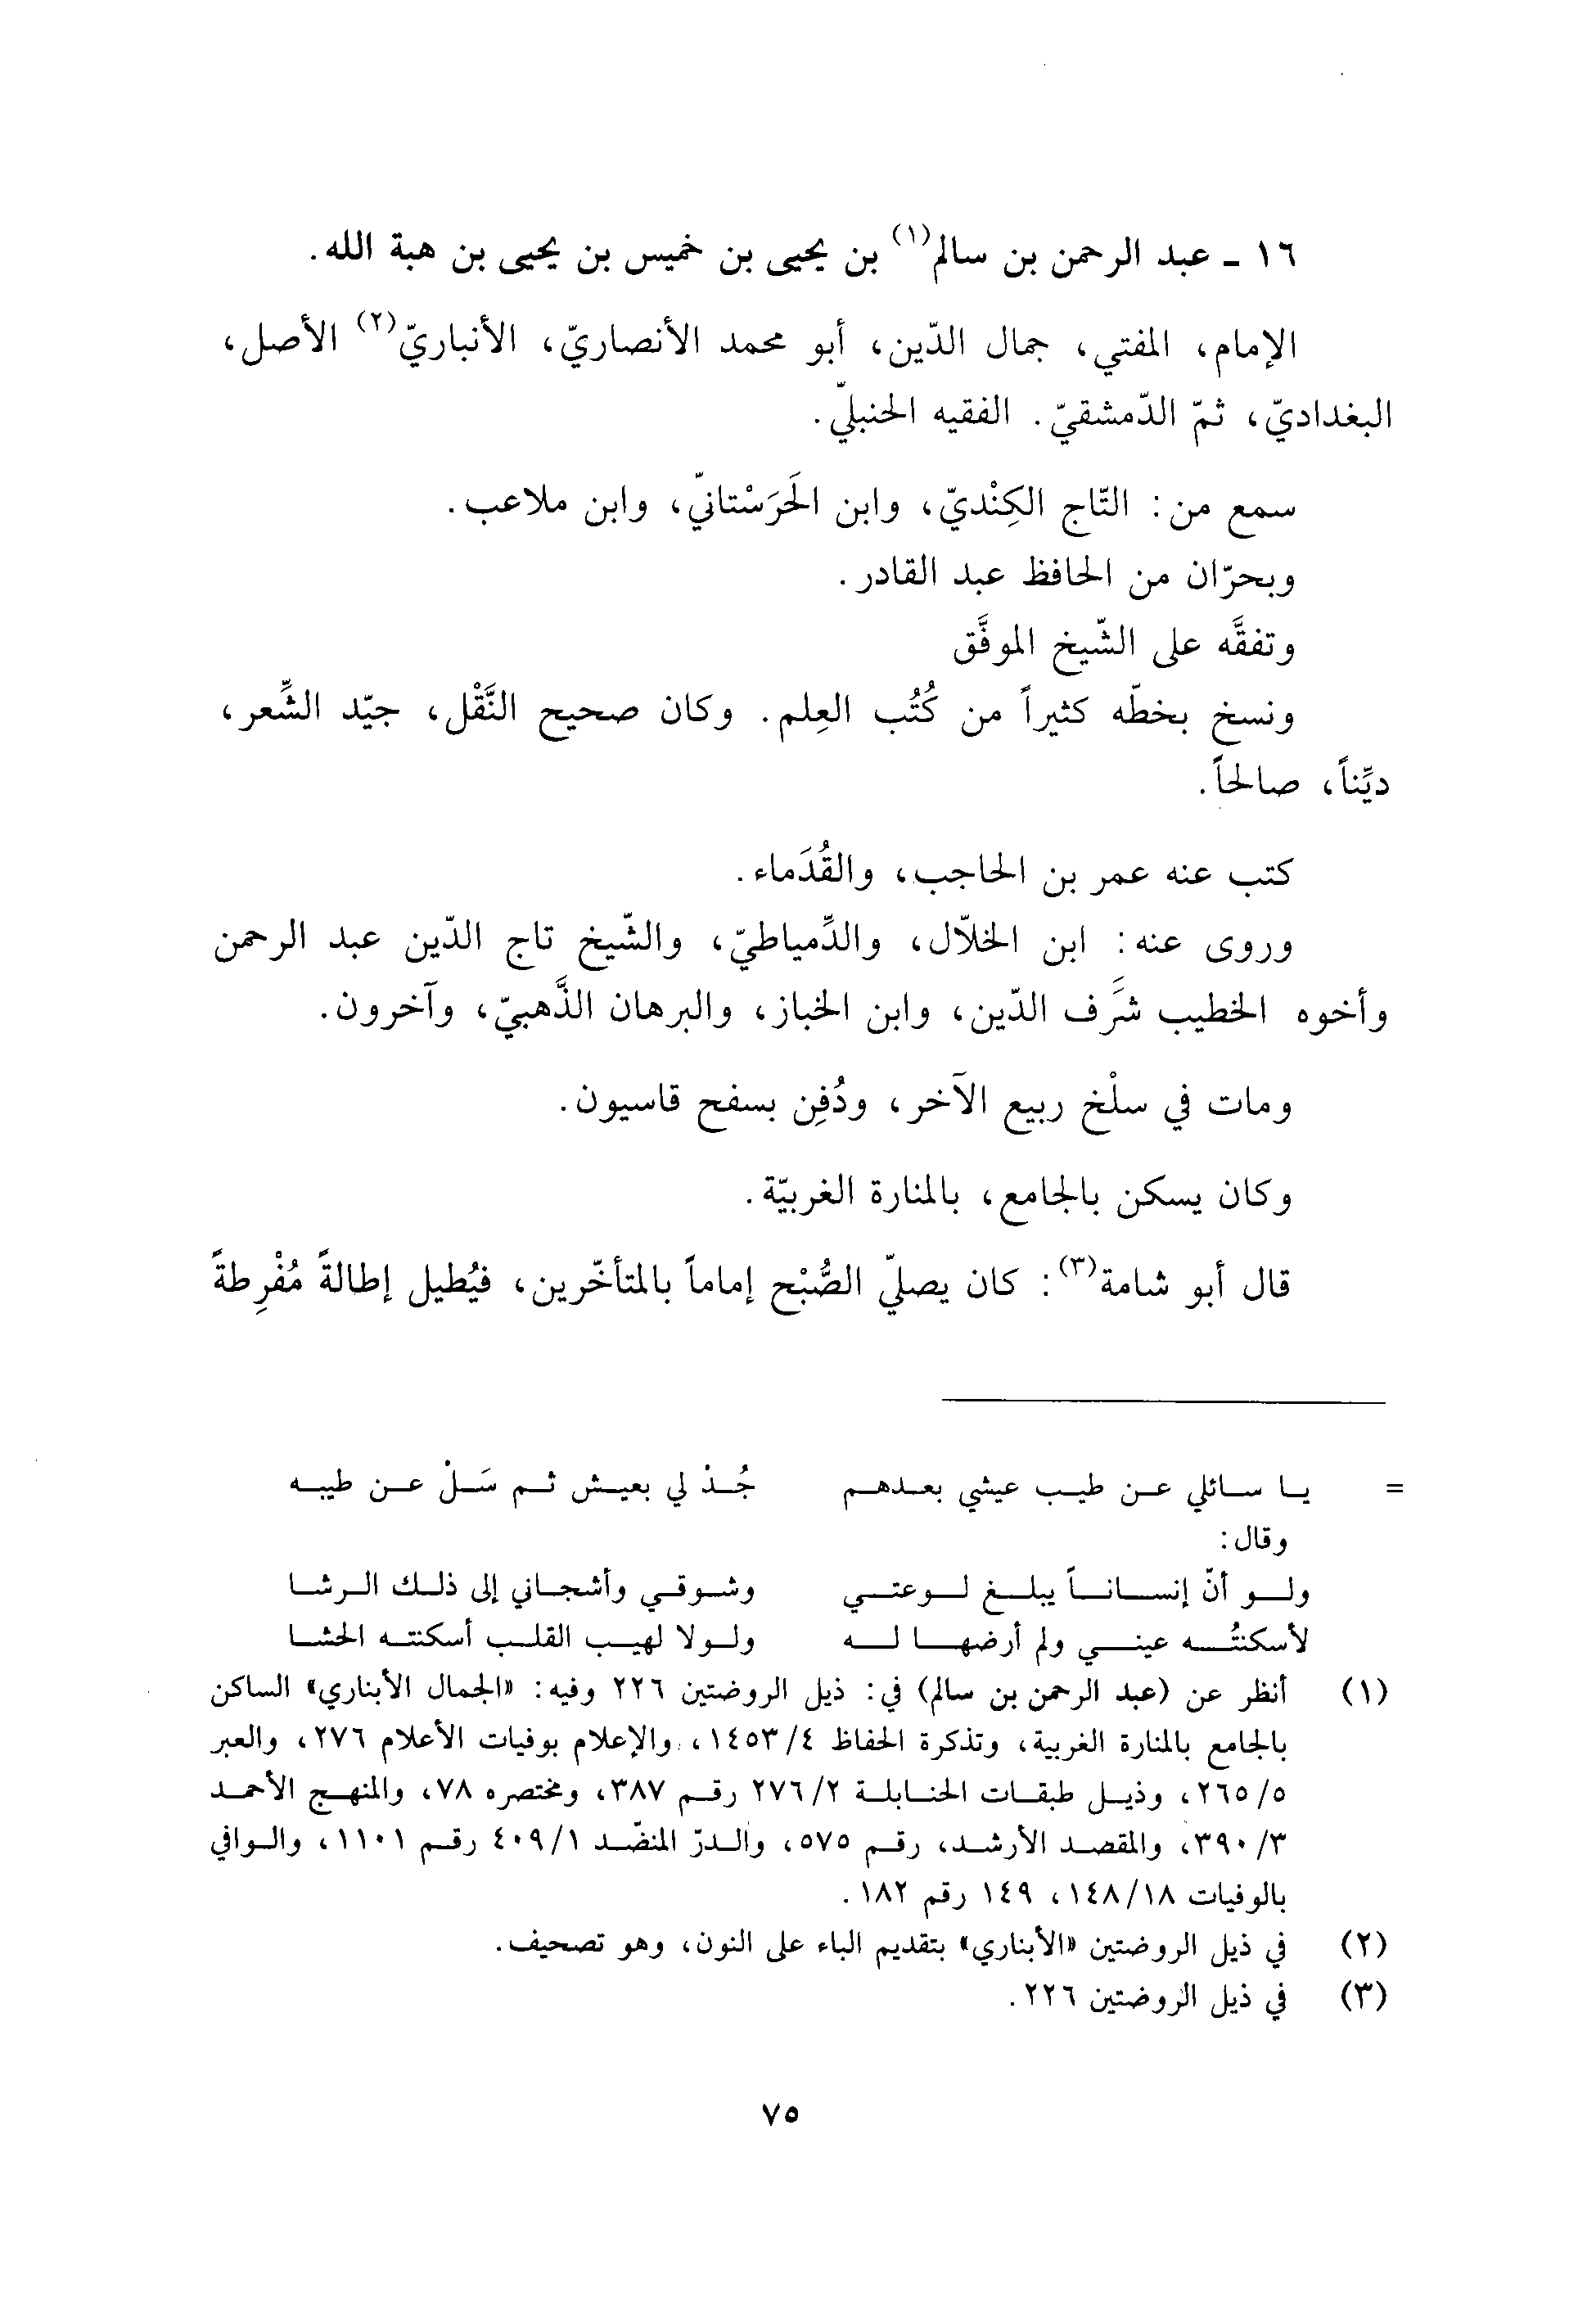 ١٦ ـ عبد الرحمن بن سالم(١) بن يحيى بن خميس بن يحيى بن هبة الله.
الإمام، المفتي، جمال الدّين، أبو محمد الأنصاريّ، الأنباريّ(٢) الأصل،
البغداديّ، ثمّ الدّمشقيّ. الفقيه الحنبليّ.
سمع من: التّاج الكِنْديّ، وابن الحَرَسْتانيّ، وابن ملاعب.
وبحرّان من الحافظ عبد القادر.
وتفقَّه على الشّيخ الموفَّق
ونسخ بخطّه كثيراً من كُتُب العِلم. وكان صحيح النَّقْل، جيّد الشِّعر،
ديِّناً، صالحاً.
كتب عنه عمر بن الحاجب، والقُدَماء.
وروى عنه: ابن الخلّال، والدِّمياطيّ، والشّيخ تاج الدّين عبد الرحمن
وأخوه الخطيب شَرَف الدّين، وابن الخباز، والبرهان الذَّهبيّ، وآخرون.
ومات في سلْخ ربيع الآخر، ودُفِن بسفح قاسيون.
وكان يسكن بالجامع، بالمنارة الغربيّة.
قال أبو شامة(٣): كان يصليّ الصُّبْح إماماً بالمتأخّرين، فيُطيل إطالةً مُفْرِطةً
= يا سائلي عن طيب عيشي بعدهم جُذْ لي بعيش ثم سَلْ عن طيبه
وقال:
ولو أنّ إنساناً يبلغ لوعتي وشوقي وأشجاني إلى ذلك الرشا
لأسكنتُه عيني ولم أرضها له ولولا لهيب القلب أسكنته الحشا
(١) أنظر عن (عبد الرحمن بن سالم) في: ذيل الروضتين ٢٢٦ وفيه: «الجمال الأبناري» الساكن
بالجامع بالمنارة الغربية، وتذكرة الحفاظ ١٤٥٣/٤، والإعلام بوفيات الأعلام ٢٧٦، والعبر
٢٦٥/٥، وذيل طبقات الحنابلة ٢٧٦/٢ رقم ٣٨٧، ومختصره ٧٨، والمنهج الأحمد
٣٩٠/٣، والمقصد الأرشد، رقم ٥٧٥، والدرّ المنضّد ٤٠٩/١ رقم ١١٠١، والوافي
بالوفيات ١٤٨/١٨، ١٤٩ رقم ١٨٢.
(٢) في ذيل الروضتين «الأبناري» بتقديم الباء على النون، وهو تصحيف.
(٣) في ذيل الروضتين ٢٢٦.
٧٥